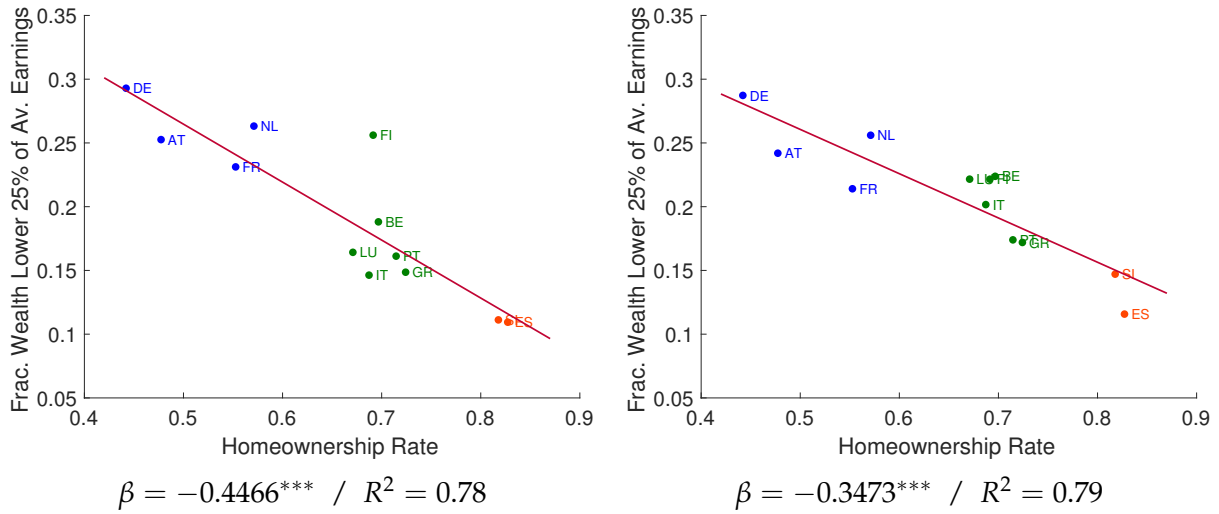 Frac. Wealth Lower 25% of Av. Earnings
0.35
0.3
0.25
0.2
0.15
0.1
0.05
DE
AT
NL
FR
FI
BE
LU
PT
IT
GR
ES
0.4 0.5 0.6 0.7 0.8 0.9
Homeownership Rate
β = −0.4466*** / R² = 0.78
Frac. Wealth Lower 25% of Av. Earnings
0.35
0.3
0.25
0.2
0.15
0.1
0.05
DE
NL
AT
FR
LU
FI
BE
IT
PT
GR
SI
ES
0.4 0.5 0.6 0.7 0.8 0.9
Homeownership Rate
β = −0.3473*** / R² = 0.79